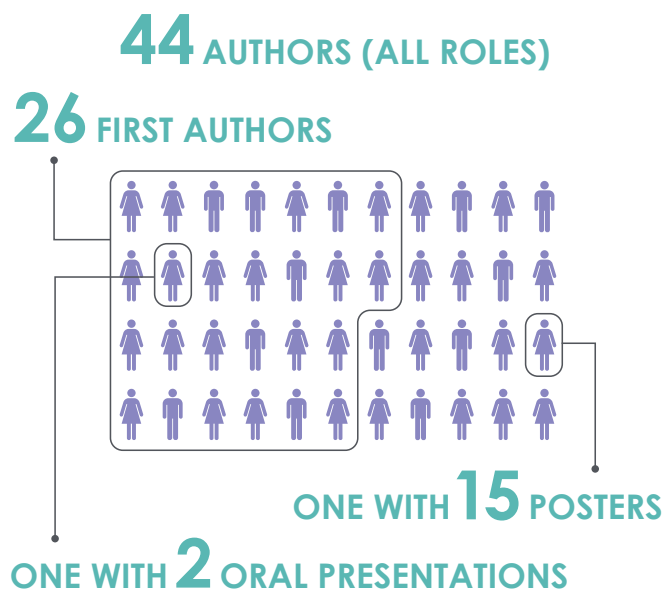 44 AUTHORS (ALL ROLES)
26 FIRST AUTHORS
ONE WITH 15 POSTERS
ONE WITH 2 ORAL PRESENTATIONS